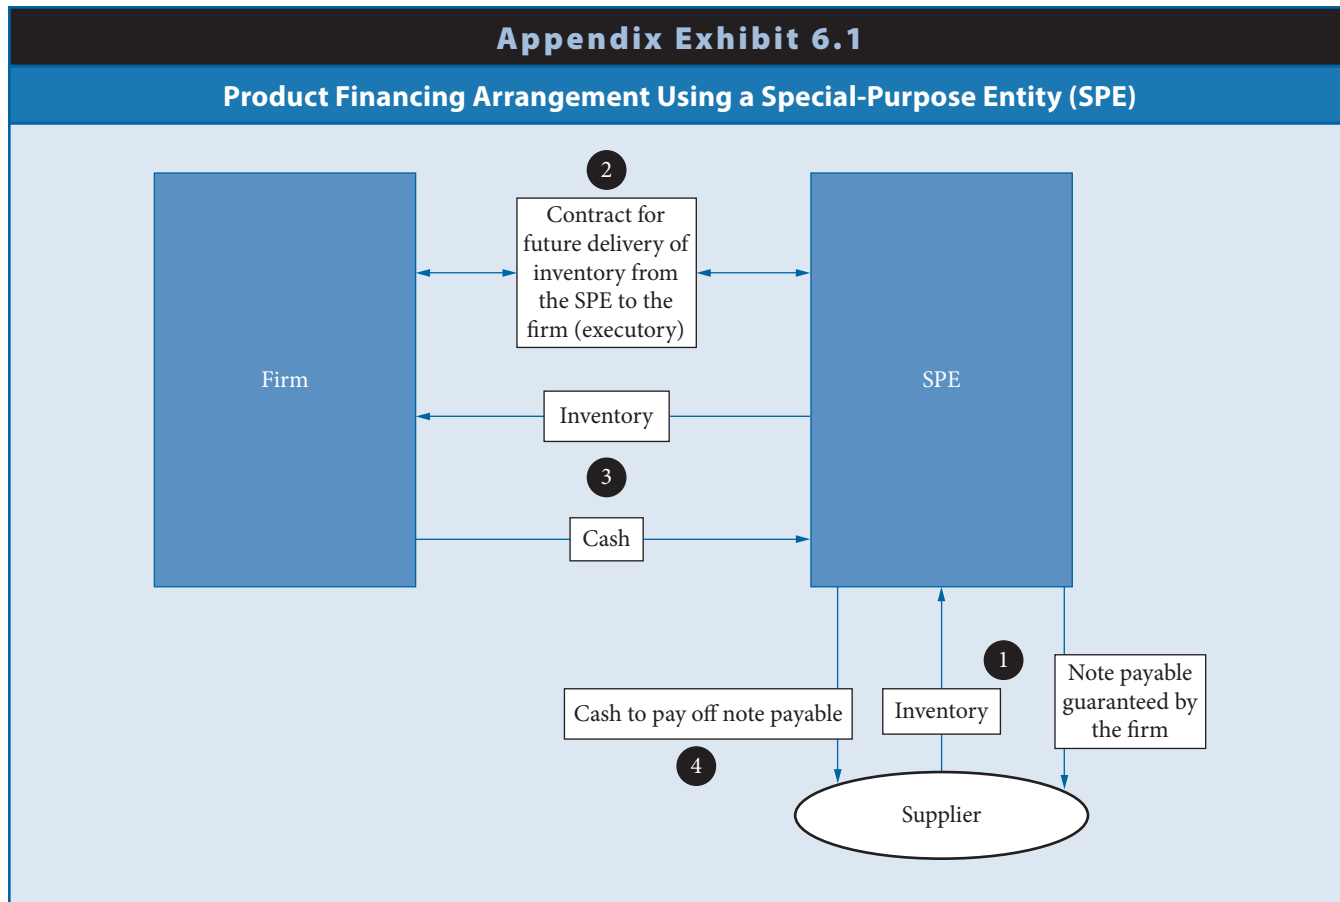 Appendix Exhibit 6.1
Product Financing Arrangement Using a Special-Purpose Entity (SPE)
2
Contract for
future delivery of
inventory from
the SPE to the
firm (executory)
Firm
SPE
Inventory
3
Cash
1
Cash to pay off note payable
Inventory
Note payable
guaranteed by
the firm
4
Supplier